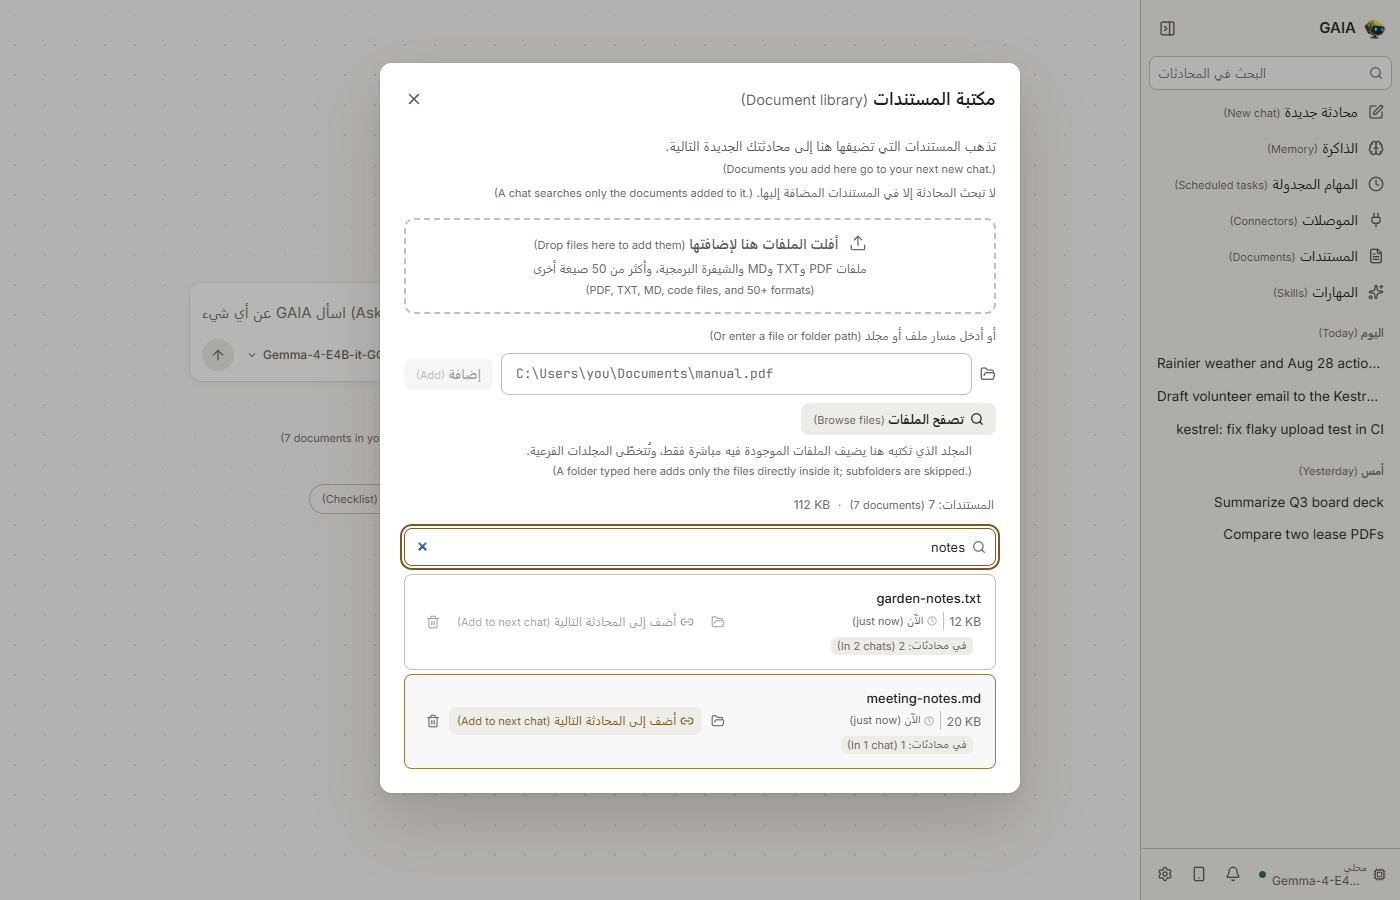 GAIA
البحث في المحادثات
محادثة جديدة (New chat)
الذاكرة (Memory)
المهام المجدولة (Scheduled tasks)
الموصلات (Connectors)
المستندات (Documents)
المهارات (Skills)
اليوم (Today)
Rainier weather and Aug 28 actio...
Draft volunteer email to the Kestr...
kestrel: fix flaky upload test in CI
أمس (Yesterday)
Summarize Q3 board deck
Compare two lease PDFs
محلي
Gemma-4-E4...
اسأل GAIA عن أي شيء (Ask
Gemma-4-E4B-it-GG
(7 documents in yo
(Checklist)
مكتبة المستندات (Document library)
تذهب المستندات التي تضيفها هنا إلى محادثتك الجديدة التالية.
(Documents you add here go to your next new chat.)
لا تبحث المحادثة إلا في المستندات المضافة إليها. (A chat searches only the documents added to it.)
أفلت الملفات هنا لإضافتها (Drop files here to add them)
ملفات PDF وTXT وMD والشيفرة البرمجية، وأكثر من 50 صيغة أخرى
(PDF, TXT, MD, code files, and 50+ formats)
أو أدخل مسار ملف أو مجلد (Or enter a file or folder path)
C:\Users\you\Documents\manual.pdf
إضافة (Add)
تصفح الملفات (Browse files)
المجلد الذي تكتبه هنا يضيف الملفات الموجودة فيه مباشرة فقط، وتُتخطّى المجلدات الفرعية.
(A folder typed here adds only the files directly inside it; subfolders are skipped.)
المستندات: 7 (7 documents) · 112 KB
notes
garden-notes.txt
12 KB الآن (just now)
في محادثات: 2 (In 2 chats)
أضف إلى المحادثة التالية (Add to next chat)
meeting-notes.md
20 KB الآن (just now)
في محادثات: 1 (In 1 chat)
أضف إلى المحادثة التالية (Add to next chat)